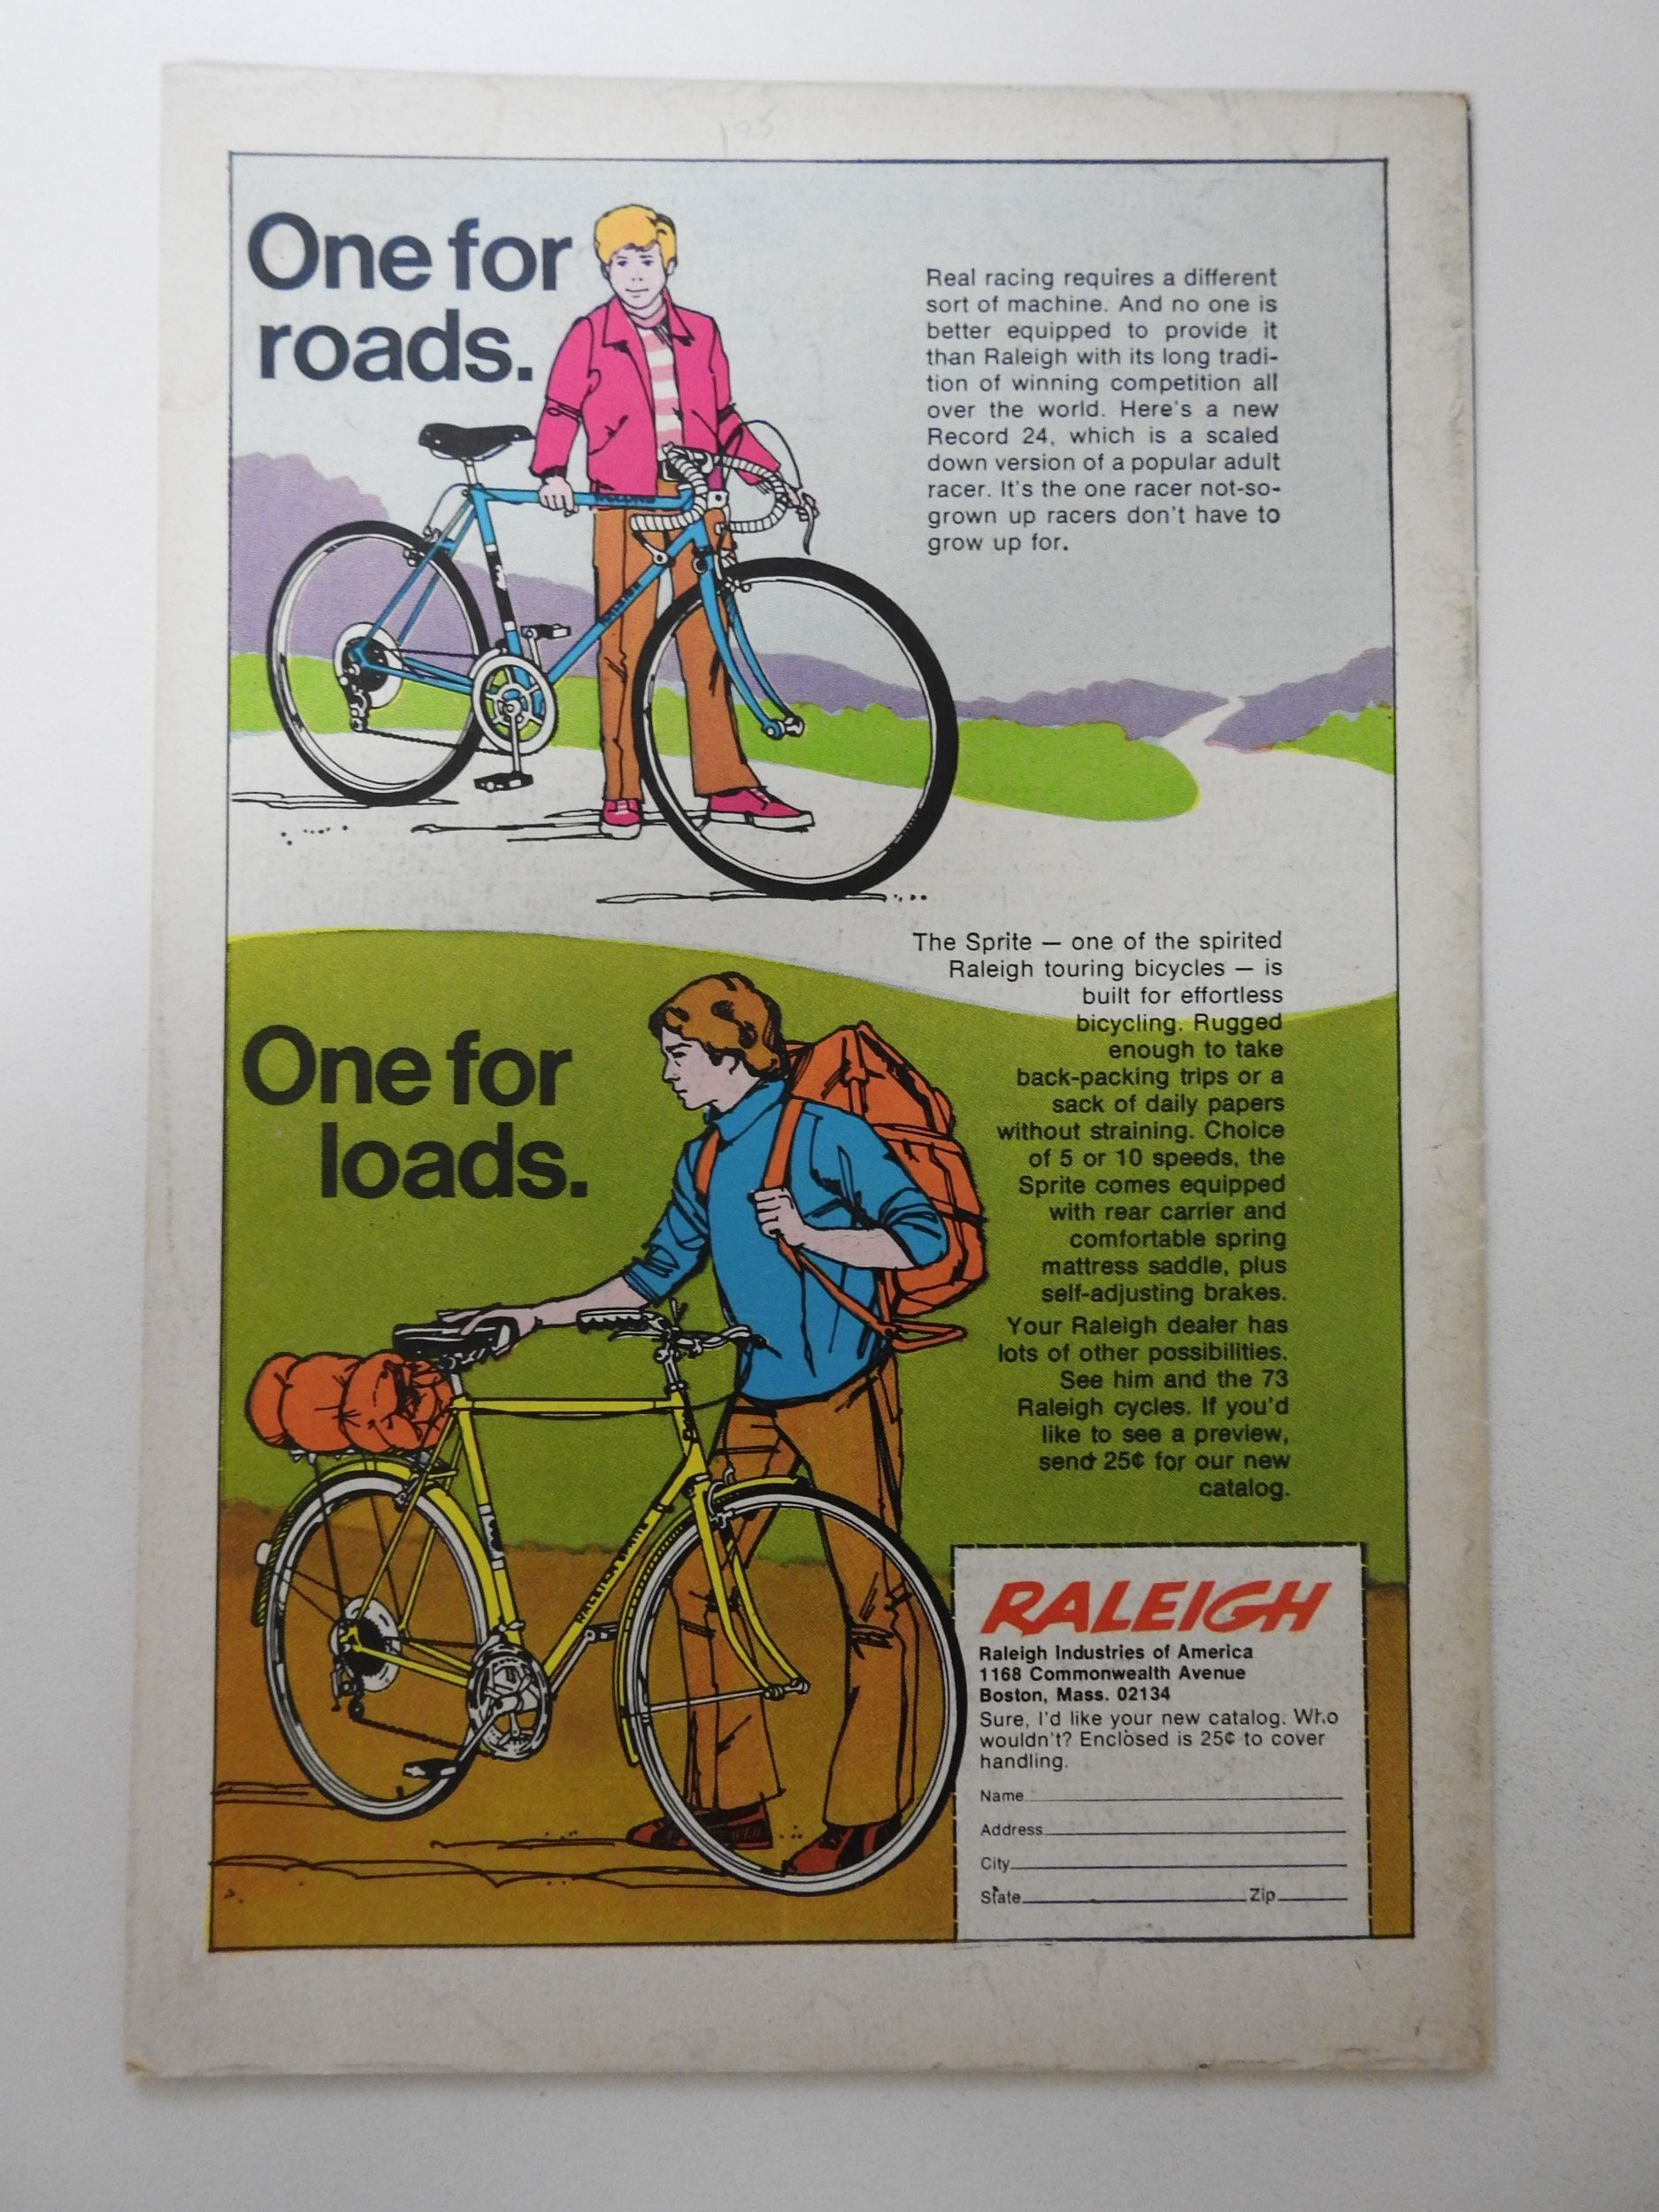 125
One for
roads.
Real racing requires a different
sort of machine. And no one is
better equipped to provide it
than Raleigh with its long tradi-
tion of winning competition all
over the world. Here's a new
Record 24, which is a scaled
down version of a popular adult
racer. It's the one racer not-so-
grown up racers don't have to
grow up for.
RECORD
RALEIGH
The Sprite — one of the spirited
Raleigh touring bicycles — is
built for effortless
bicycling. Rugged
enough to take
back-packing trips or a
sack of daily papers
without straining. Choice
of 5 or 10 speeds, the
Sprite comes equipped
with rear carrier and
comfortable spring
mattress saddle, plus
self-adjusting brakes.
Your Raleigh dealer has
lots of other possibilities.
See him and the 73
Raleigh cycles. If you'd
like to see a preview,
send 25¢ for our new
catalog.
One for
loads.
RALEIGH SPRITE
RALEIGH
Raleigh Industries of America
1168 Commonwealth Avenue
Boston, Mass. 02134
Sure, I'd like your new catalog. Who
wouldn't? Enclosed is 25¢ to cover
handling.
Name
Address
City
State Zip